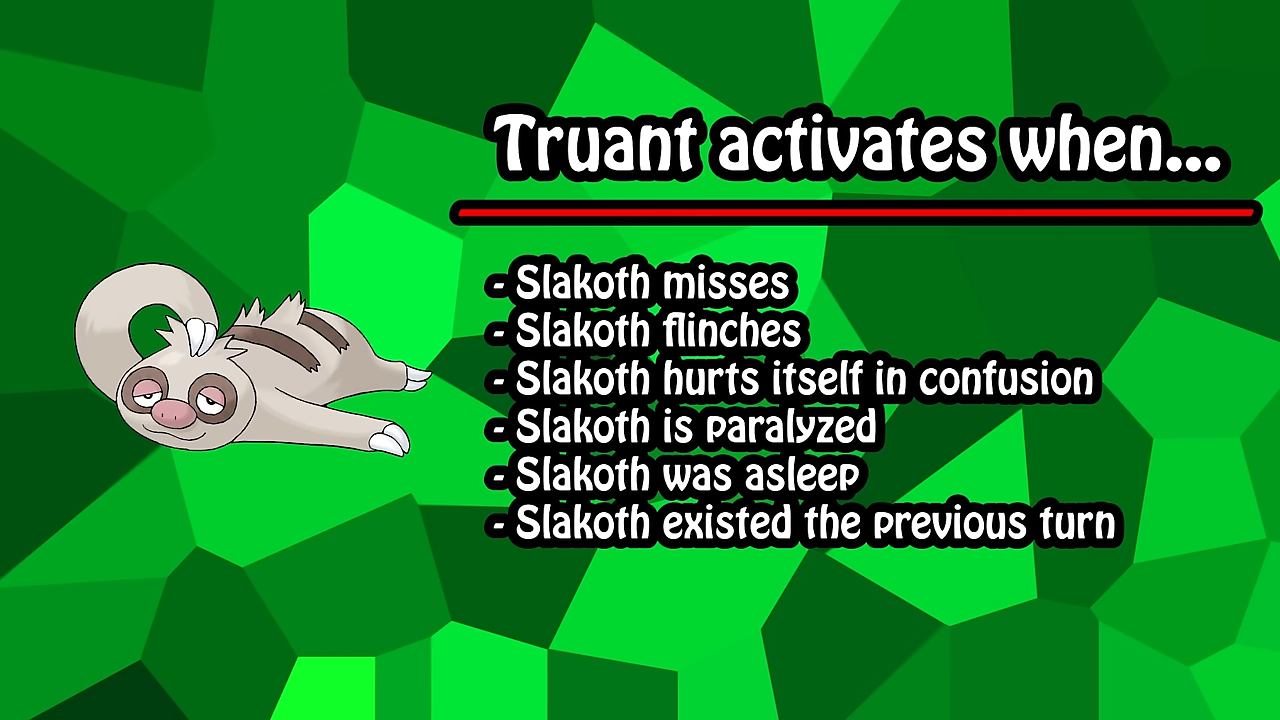 Truant activates when...
- Slakoth misses
- Slakoth flinches
- Slakoth hurts itself in confusion
- Slakoth is paralyzed
- Slakoth was asleep
- Slakoth existed the previous turn